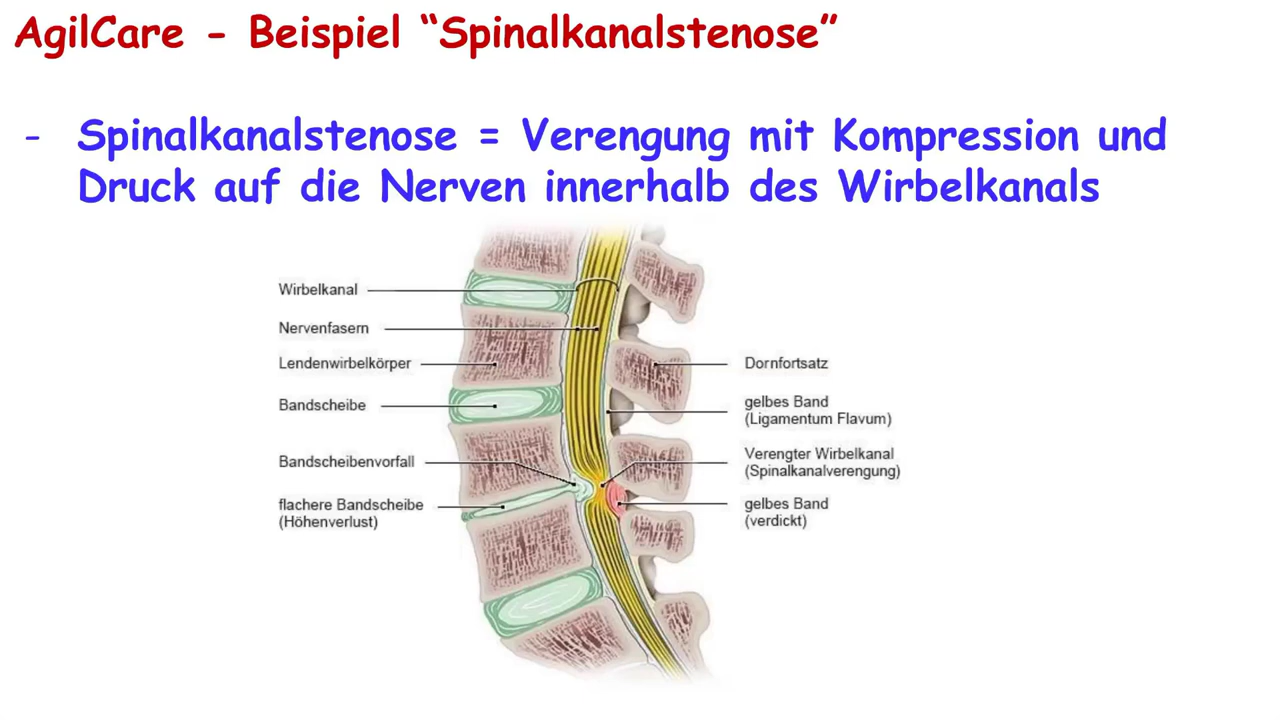 AgilCare - Beispiel “Spinalkanalstenose”
- Spinalkanalstenose = Verengung mit Kompression und
Druck auf die Nerven innerhalb des Wirbelkanals
Wirbelkanal
Nervenfasern
Lendenwirbelkörper
Bandscheibe
Bandscheibenvorfall
flachere Bandscheibe
(Höhenverlust)
Dornfortsatz
gelbes Band
(Ligamentum Flavum)
Verengter Wirbelkanal
(Spinalkanalverengung)
gelbes Band
(verdickt)